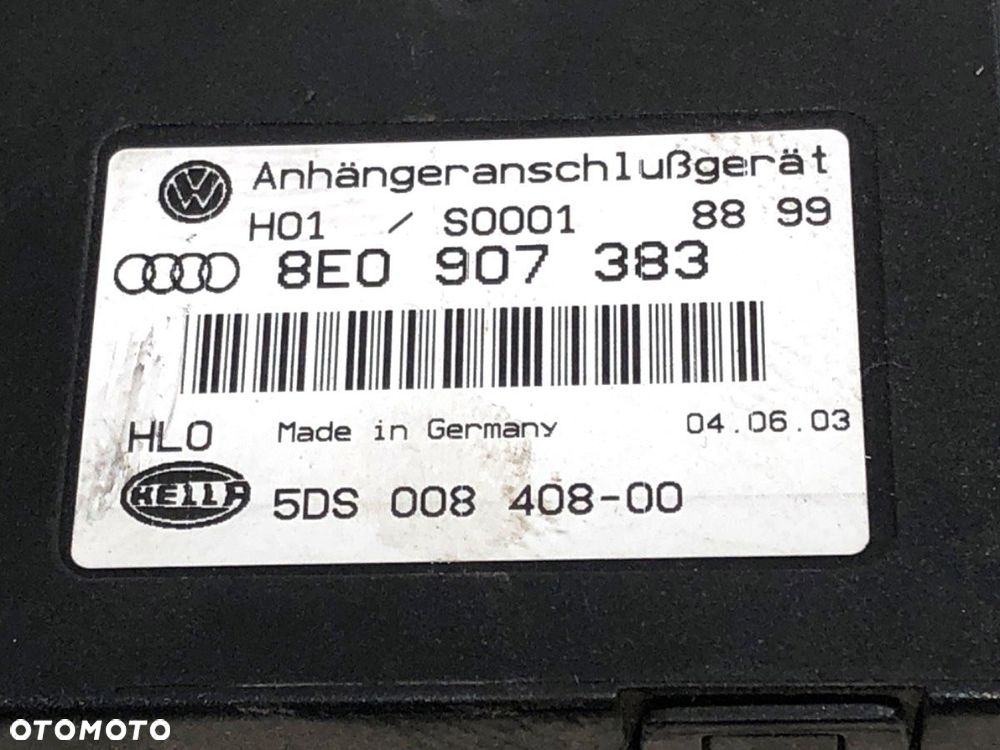 Anhängeranschlußgerät
H01 / S0001 88 99
8E0 907 383
HLO Made in Germany 04.06.03
HELLA 5DS 008 408-00
OTOMOTO